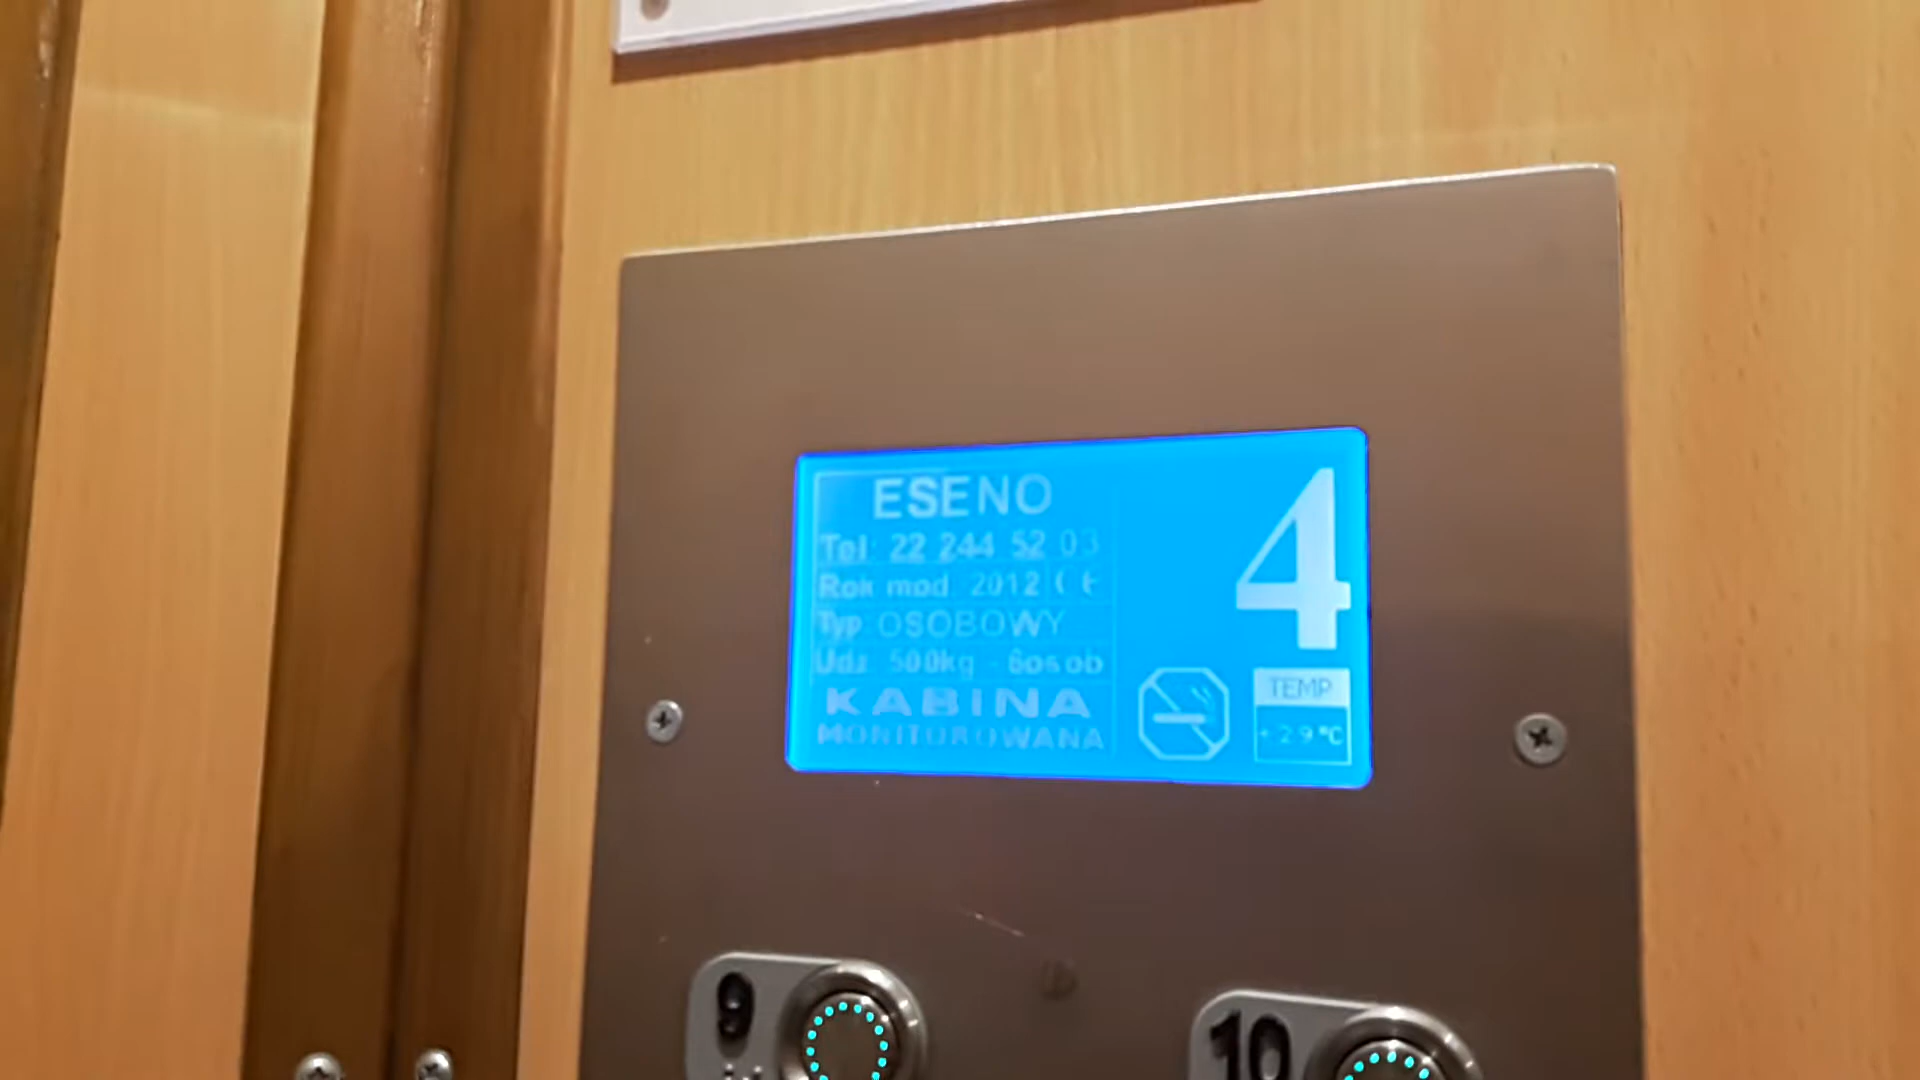 ESENO
Tel: 22 244 52 03
Rok mod. 2012 CE
Typ: OSOBOWY
Udz. 500kg - 6osob
KABINA
MONITOROWANA
4
TEMP
+29°C
9
10